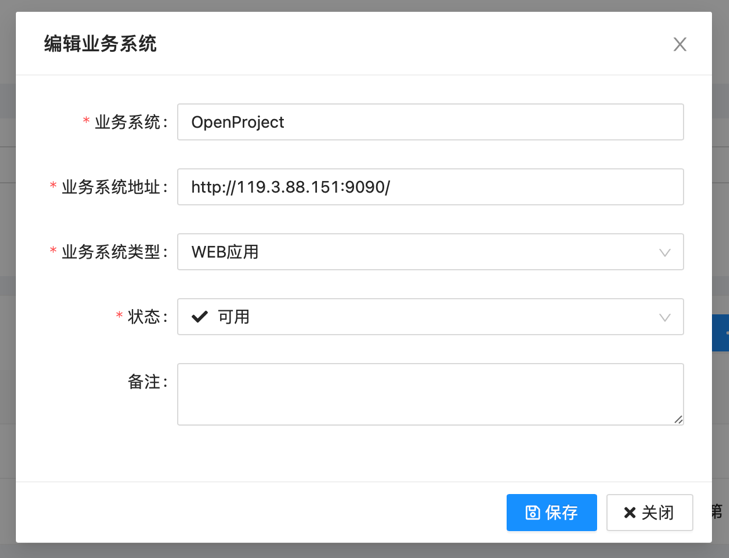 编辑业务系统
* 业务系统: OpenProject
* 业务系统地址: http://119.3.88.151:9090/
* 业务系统类型: WEB应用
* 状态: 可用
备注:
保存 关闭
第